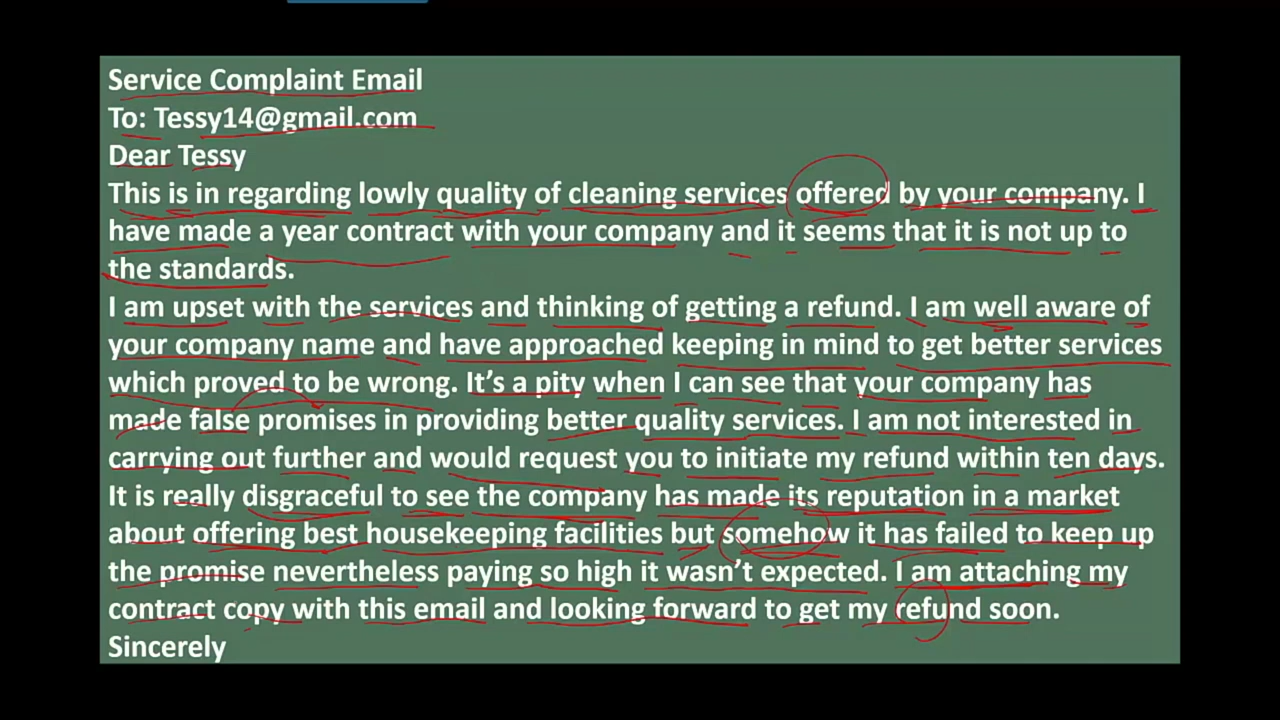 Service Complaint Email
To: Tessy14@gmail.com
Dear Tessy
This is in regarding lowly quality of cleaning services offered by your company. I
have made a year contract with your company and it seems that it is not up to
the standards.
I am upset with the services and thinking of getting a refund. I am well aware of
your company name and have approached keeping in mind to get better services
which proved to be wrong. It's a pity when I can see that your company has
made false promises in providing better quality services. I am not interested in
carrying out further and would request you to initiate my refund within ten days.
It is really disgraceful to see the company has made its reputation in a market
about offering best housekeeping facilities but somehow it has failed to keep up
the promise nevertheless paying so high it wasn't expected. I am attaching my
contract copy with this email and looking forward to get my refund soon.
Sincerely